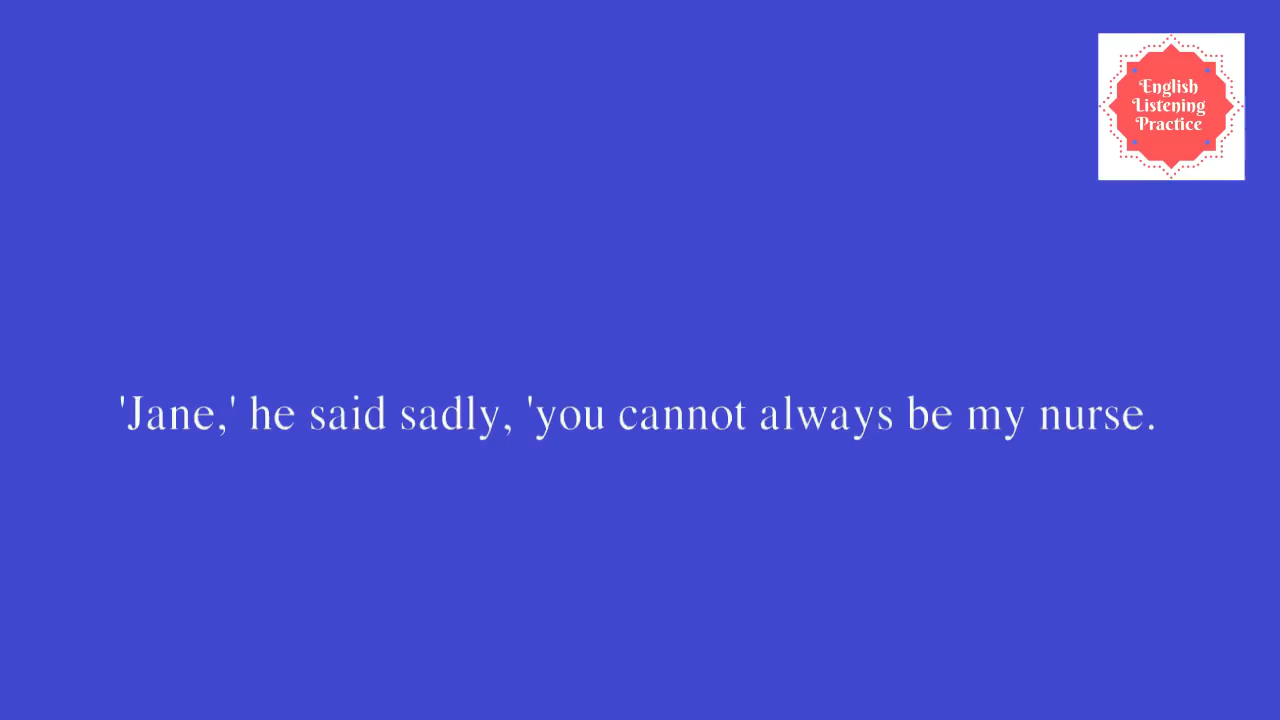 English
Listening
Practice
'Jane,' he said sadly, 'you cannot always be my nurse.